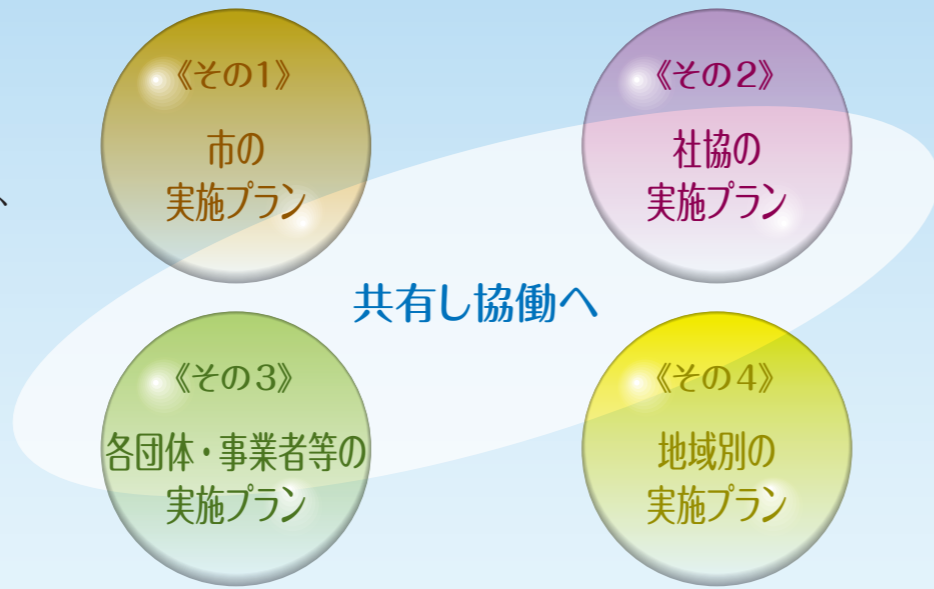 《その1》
市の
実施プラン
《その2》
社協の
実施プラン
、
共有し協働へ
《その3》
各団体・事業者等の
実施プラン
《その4》
地域別の
実施プラン